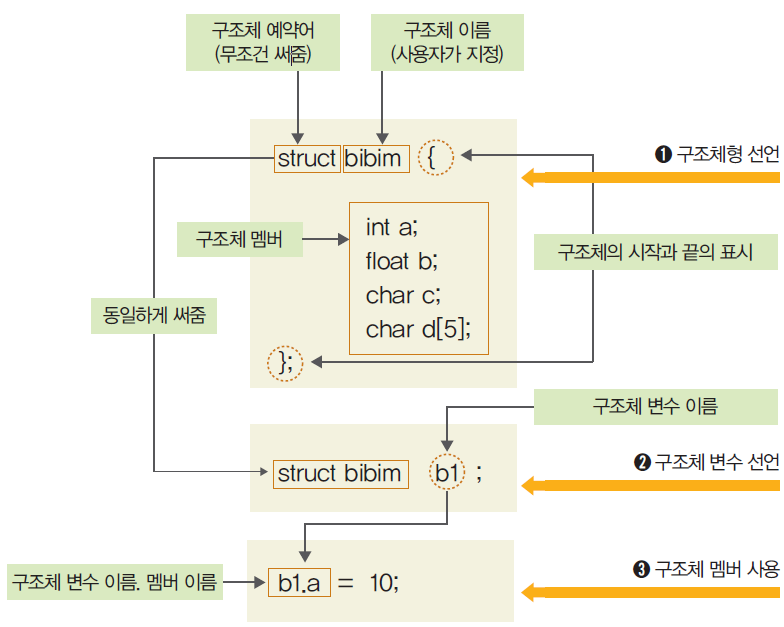 구조체 예약어
(무조건 써줌)
구조체 이름
(사용자가 지정)
struct bibim {
❶ 구조체형 선언
구조체 멤버
int a;
float b;
char c;
char d[5];
구조체의 시작과 끝의 표시
동일하게 써줌
};
구조체 변수 이름
struct bibim b1 ;
❷ 구조체 변수 선언
구조체 변수 이름. 멤버 이름
b1.a = 10;
❸ 구조체 멤버 사용